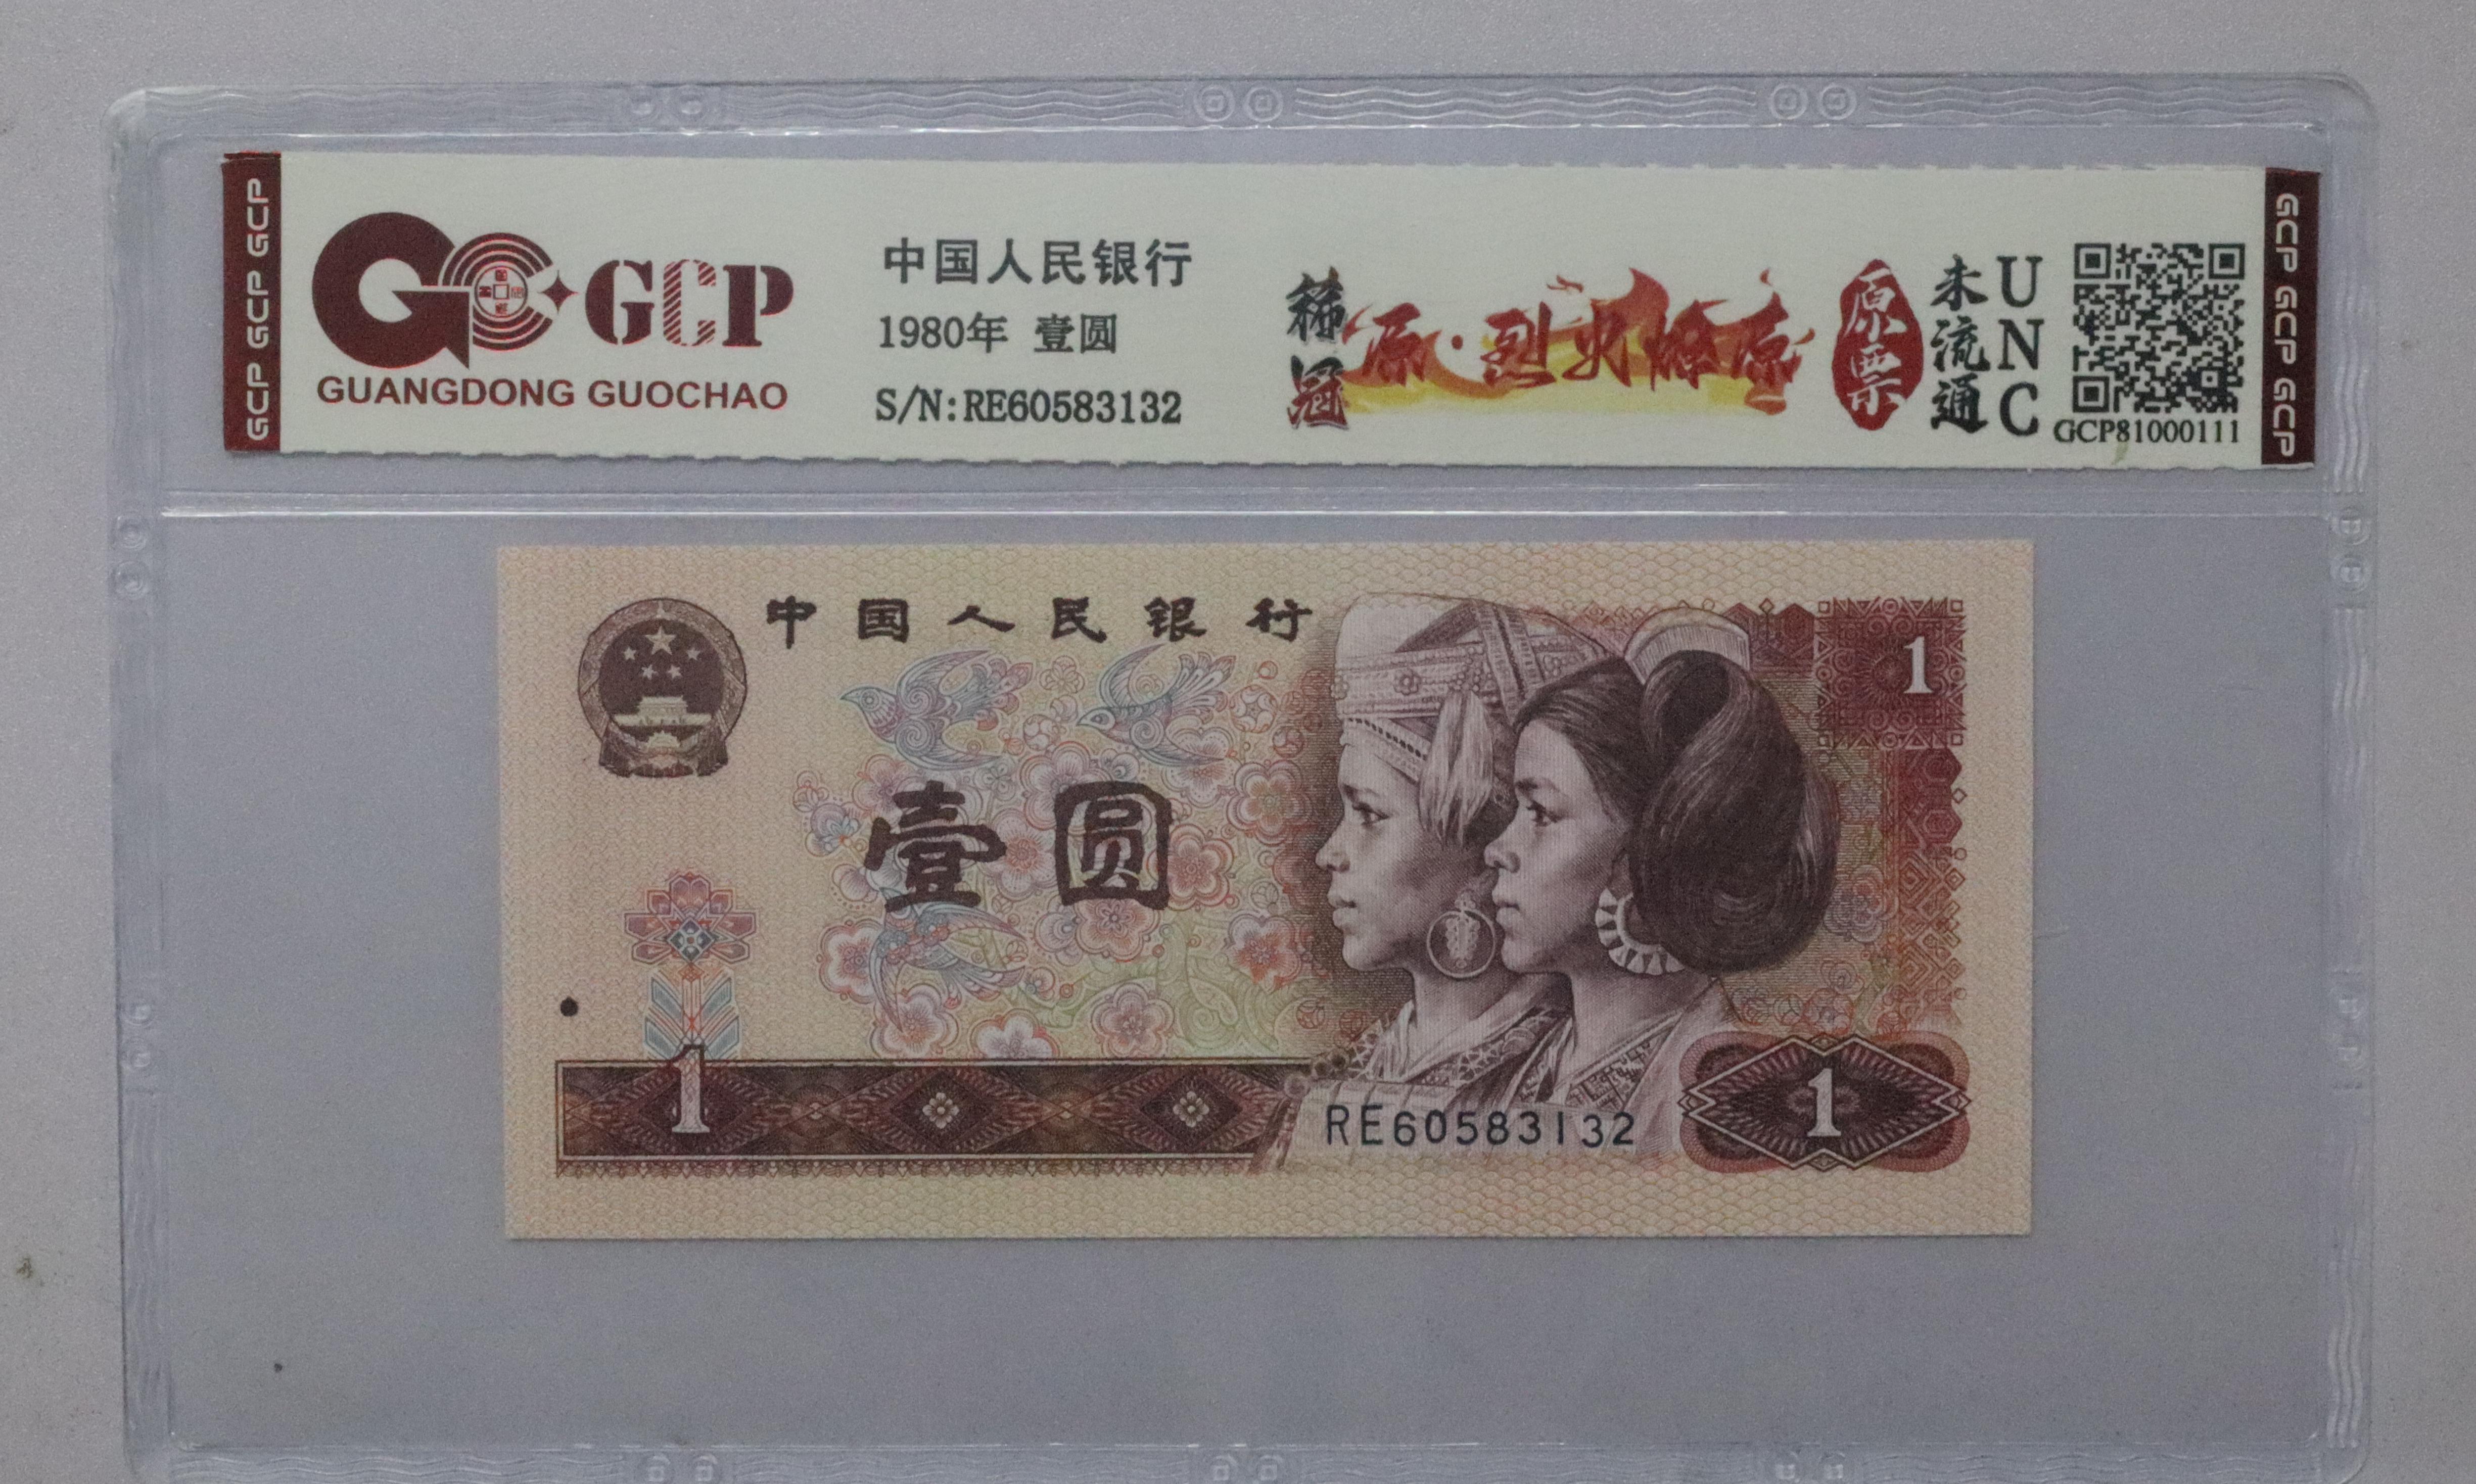 GCP GCP GCP
GCP
GUANGDONG GUOCHAO
中国人民银行
1980年 壹圆
S/N:RE60583132
稀冠
原·烈火燎原
原票
未流通
UNC
GCP81000111
GCP GCP GCP
中国人民银行
1
壹圆
1
RE60583132
1